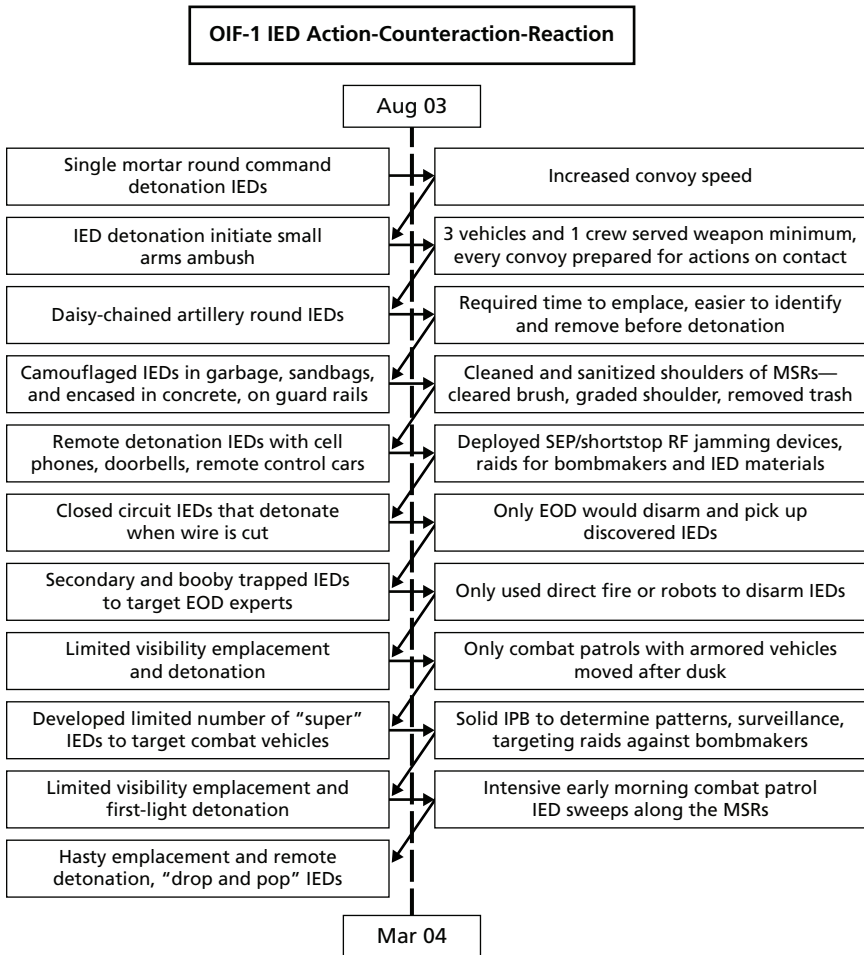 OIF-1 IED Action-Counteraction-Reaction
Aug 03
Single mortar round command
detonation IEDs
Increased convoy speed
IED detonation initiate small
arms ambush
3 vehicles and 1 crew served weapon minimum,
every convoy prepared for actions on contact
Daisy-chained artillery round IEDs
Required time to emplace, easier to identify
and remove before detonation
Camouflaged IEDs in garbage, sandbags,
and encased in concrete, on guard rails
Cleaned and sanitized shoulders of MSRs—
cleared brush, graded shoulder, removed trash
Remote detonation IEDs with cell
phones, doorbells, remote control cars
Deployed SEP/shortstop RF jamming devices,
raids for bombmakers and IED materials
Closed circuit IEDs that detonate
when wire is cut
Only EOD would disarm and pick up
discovered IEDs
Secondary and booby trapped IEDs
to target EOD experts
Only used direct fire or robots to disarm IEDs
Limited visibility emplacement
and detonation
Only combat patrols with armored vehicles
moved after dusk
Developed limited number of “super”
IEDs to target combat vehicles
Solid IPB to determine patterns, surveillance,
targeting raids against bombmakers
Limited visibility emplacement and
first-light detonation
Intensive early morning combat patrol
IED sweeps along the MSRs
Hasty emplacement and remote
detonation, “drop and pop” IEDs
Mar 04